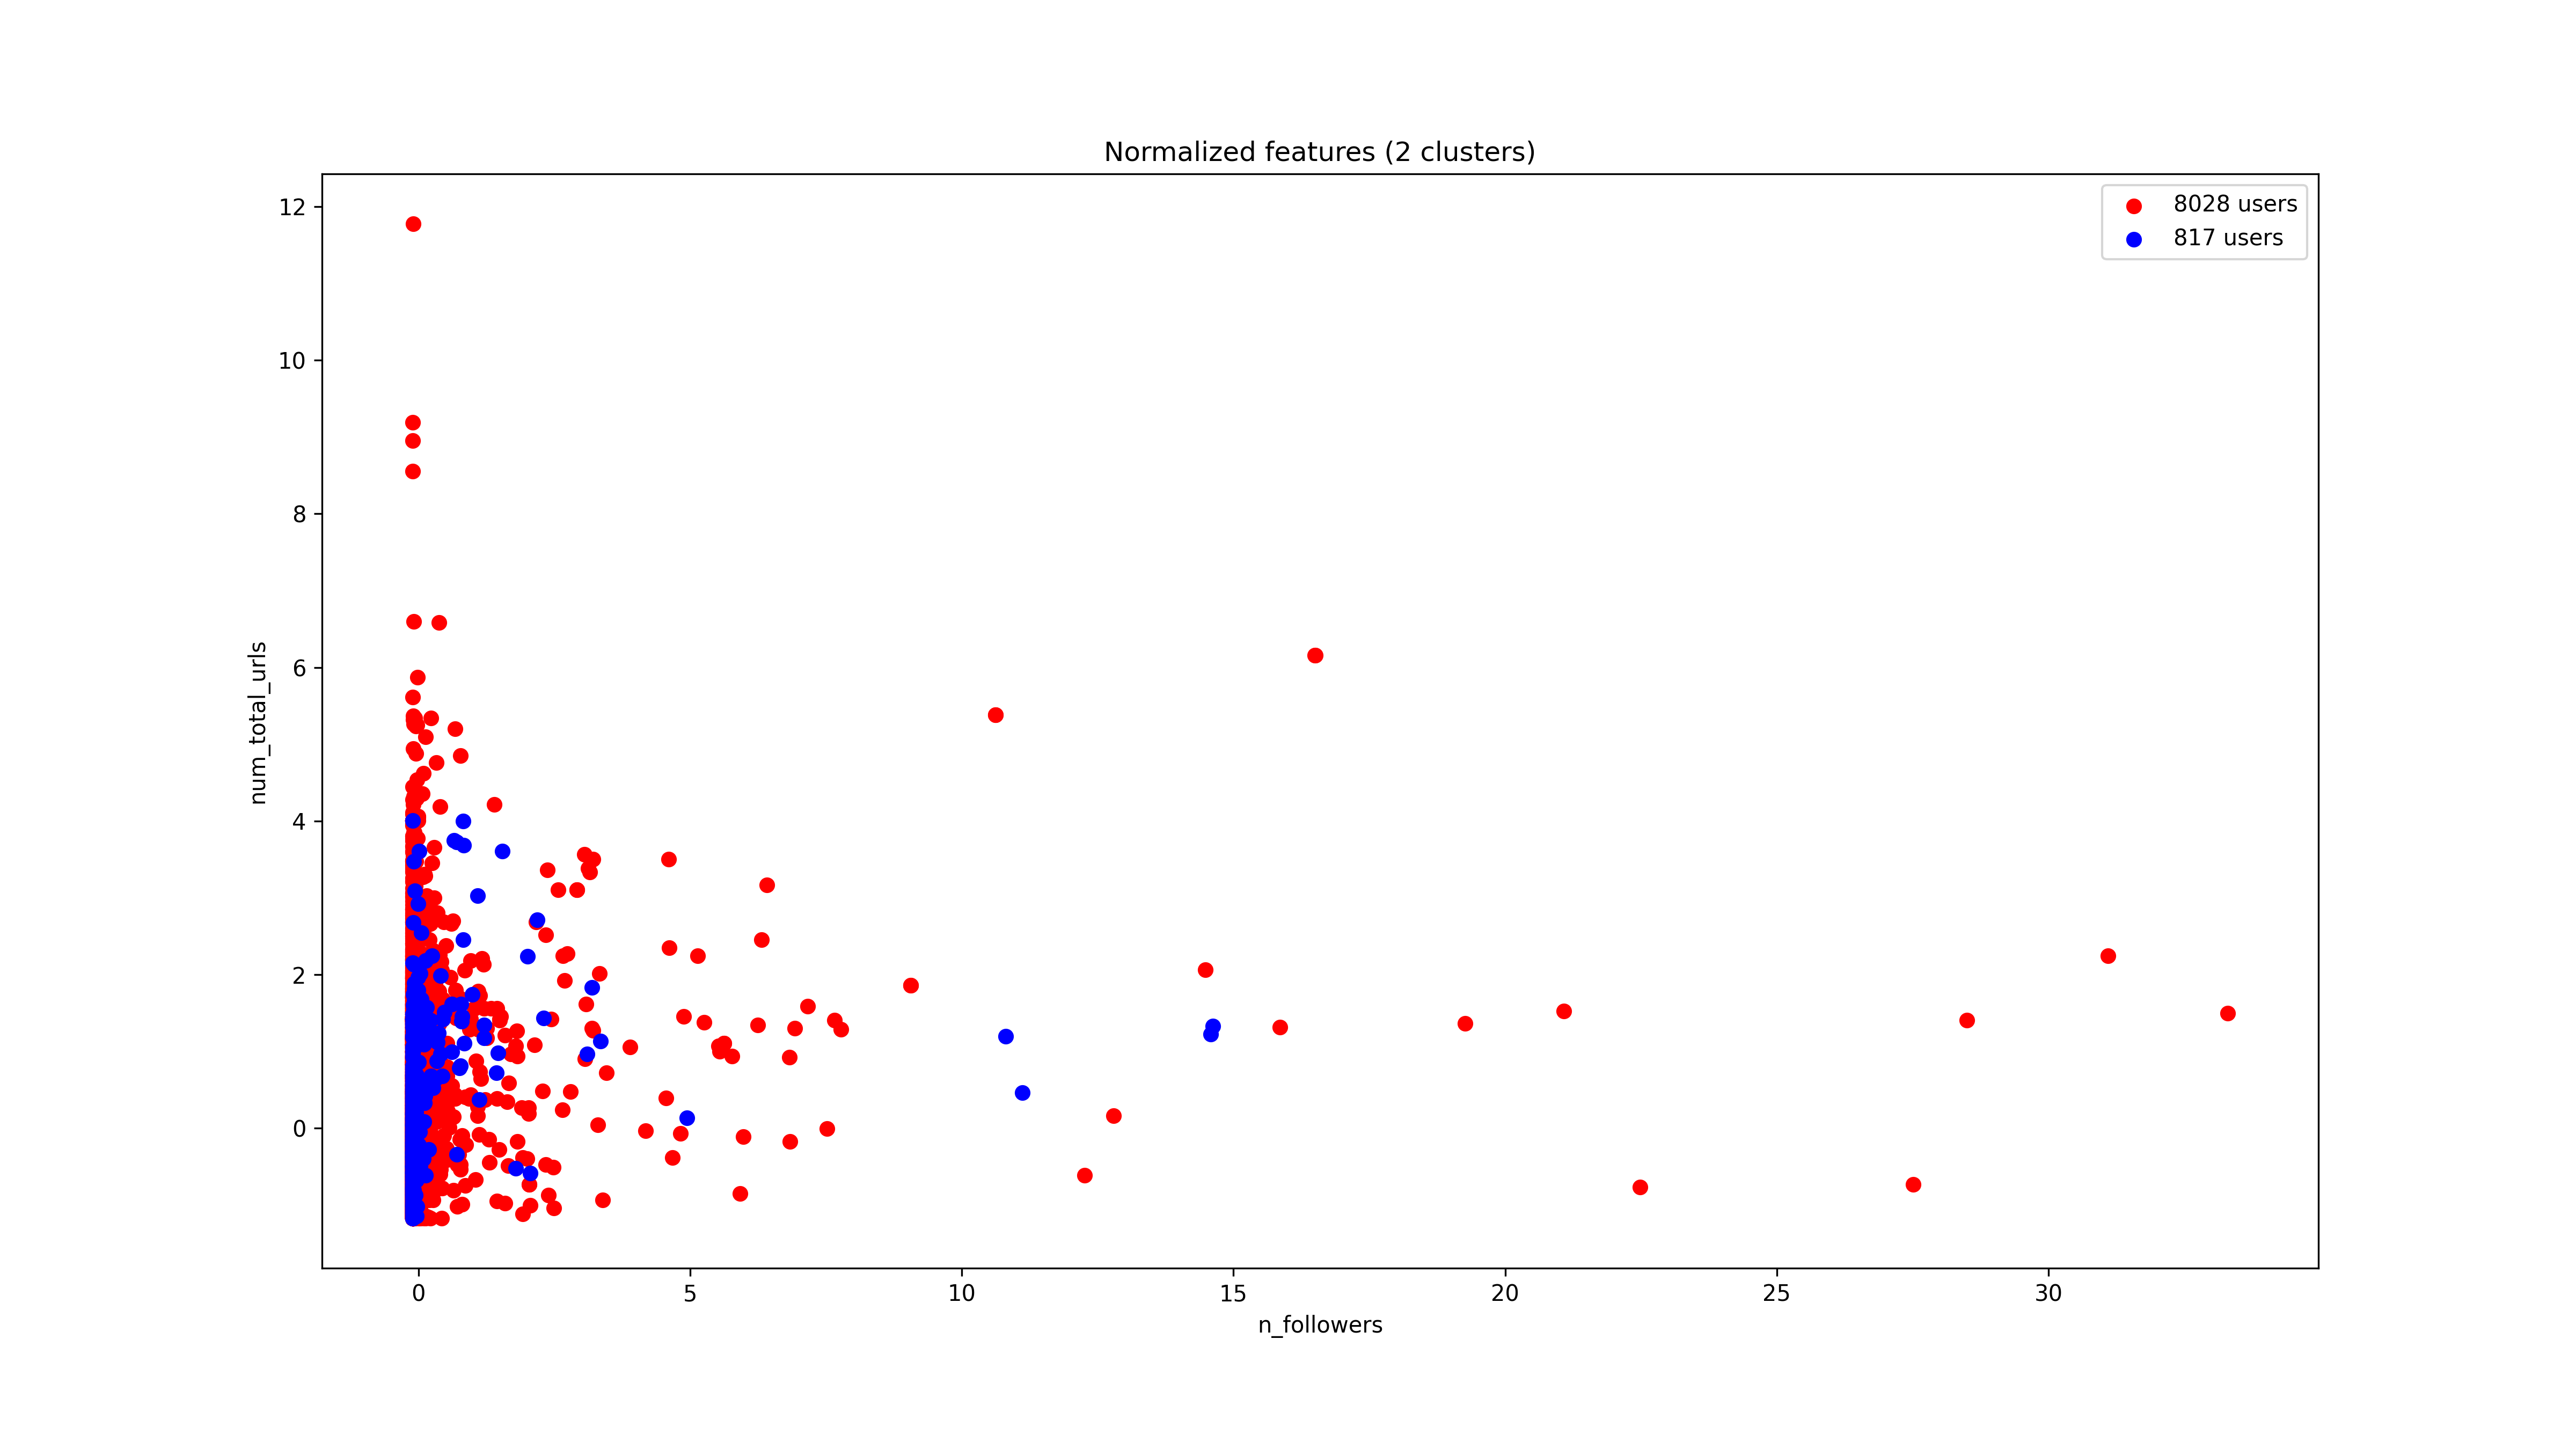 Normalized features (2 clusters)
8028 users
817 users
12
10
8
6
4
2
0
num_total_urls
0 5 10 15 20 25 30
n_followers